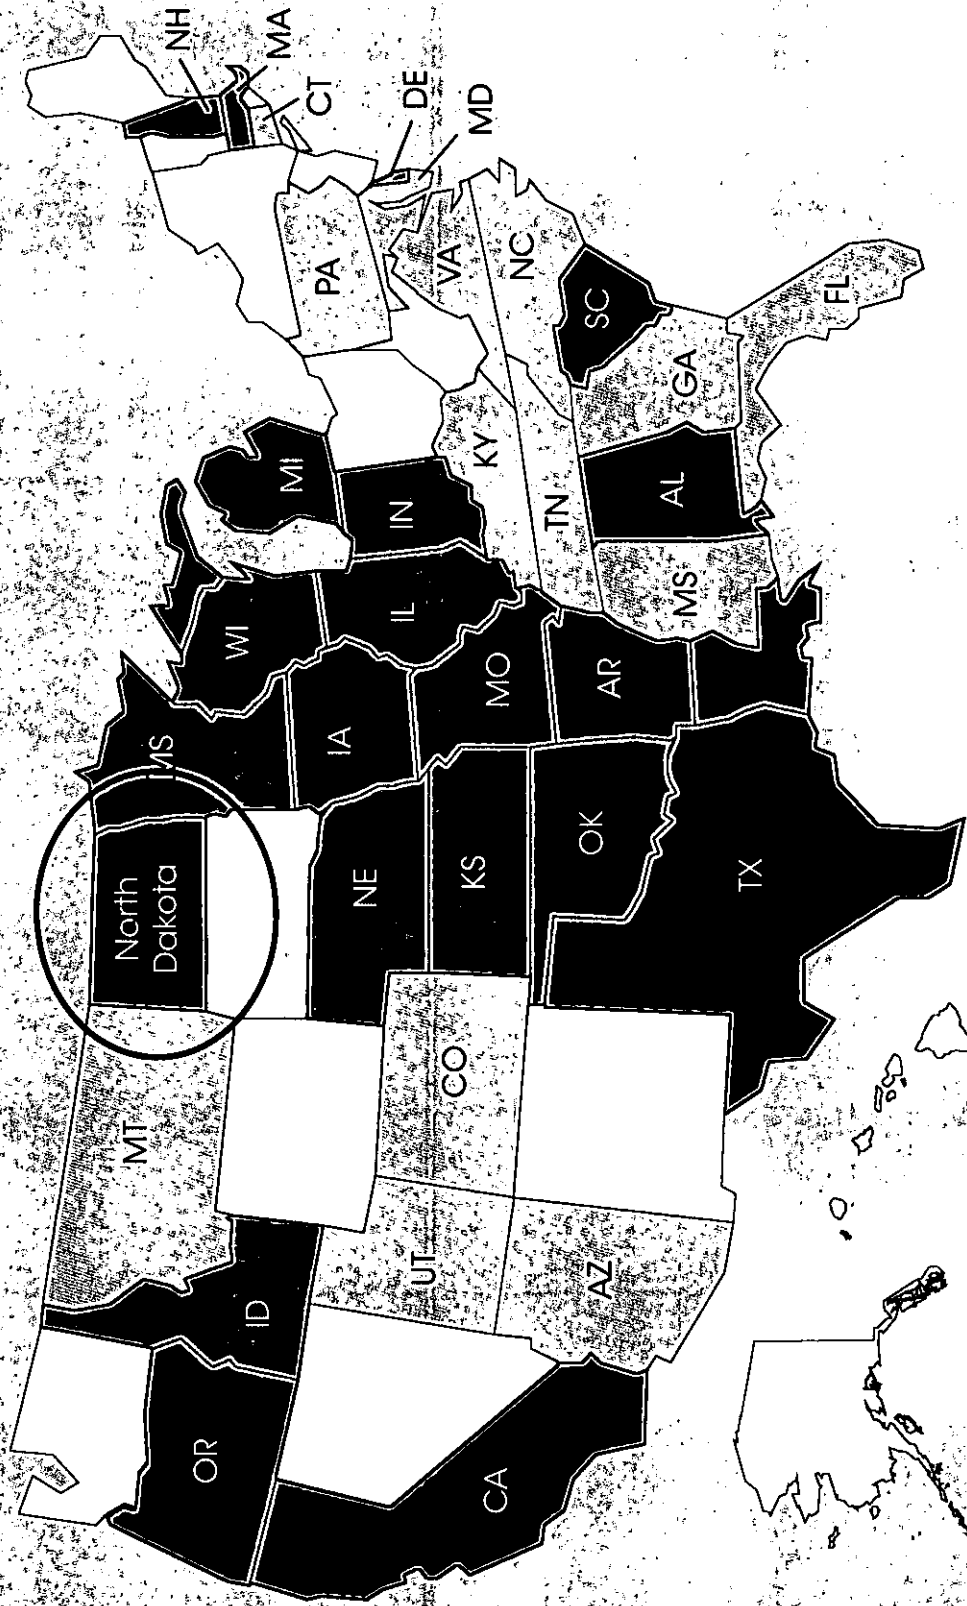 NH
MA
CT
DE
MD
PA
VA
NC
SC
GA
FL
KY
TN
AL
MS
MI
IN
WI
IL
MS
IA
MO
AR
North
Dakota
NE
KS
OK
TX
MT
CO
UT
AZ
ID
OR
CA